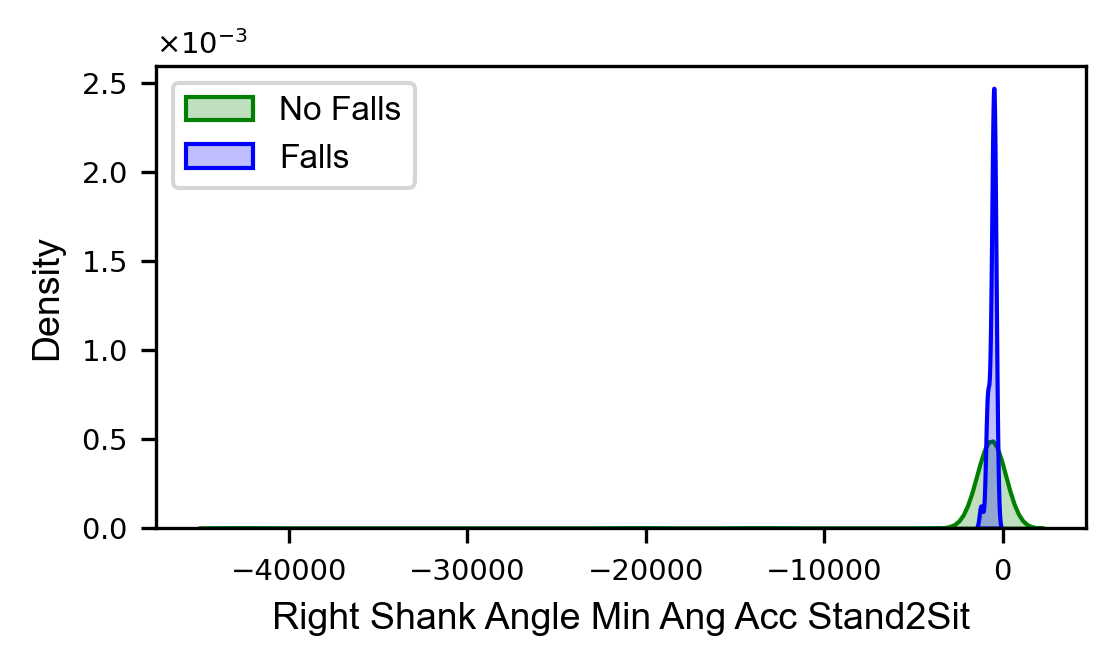 ×10⁻³
2.5
2.0
1.5
1.0
0.5
0.0
Density
No Falls
Falls
−40000 −30000 −20000 −10000 0
Right Shank Angle Min Ang Acc Stand2Sit